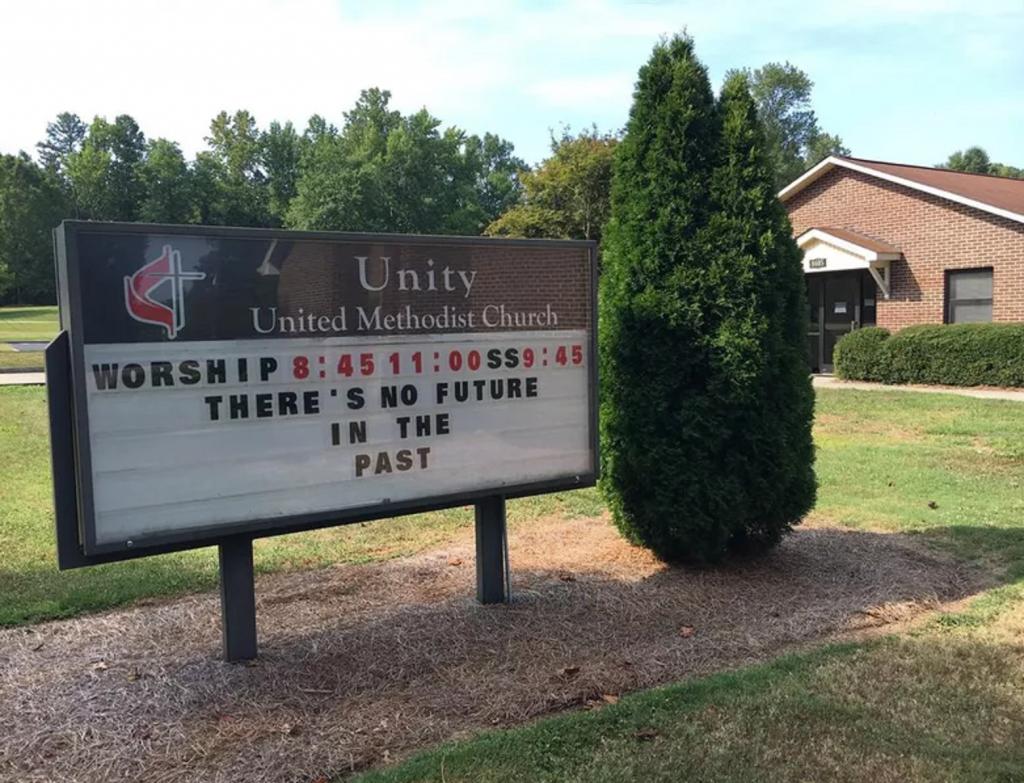 Unity
United Methodist Church
WORSHIP 8:45 11:00 SS 9:45
THERE'S NO FUTURE
IN THE
PAST